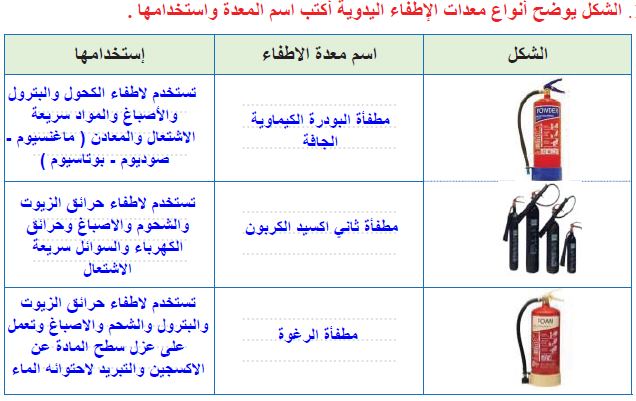 1. الشكل يوضح أنواع معدات الإطفاء اليدوية أكتب اسم المعدة واستخدامها .
الشكل
اسم معدة الاطفاء
إستخدامها
POWDER
مطفأة البودرة الكيماوية
الجافة
تستخدم لاطفاء الكحول والبترول
والأصباغ والمواد سريعة
الاشتعال والمعادن ( ماغنسيوم -
صوديوم - بوتاسيوم )
مطفأة ثاني اكسيد الكربون
تستخدم لاطفاء حرائق الزيوت
والشحوم والاصباغ وحرائق
الكهرباء والسوائل سريعة
الاشتعال
FOAM
مطفأة الرغوة
تستخدم لاطفاء حرائق الزيوت
والبترول والشحم والاصباغ وتعمل
على عزل سطح المادة عن
الاكسجين والتبريد لاحتوائه الماء